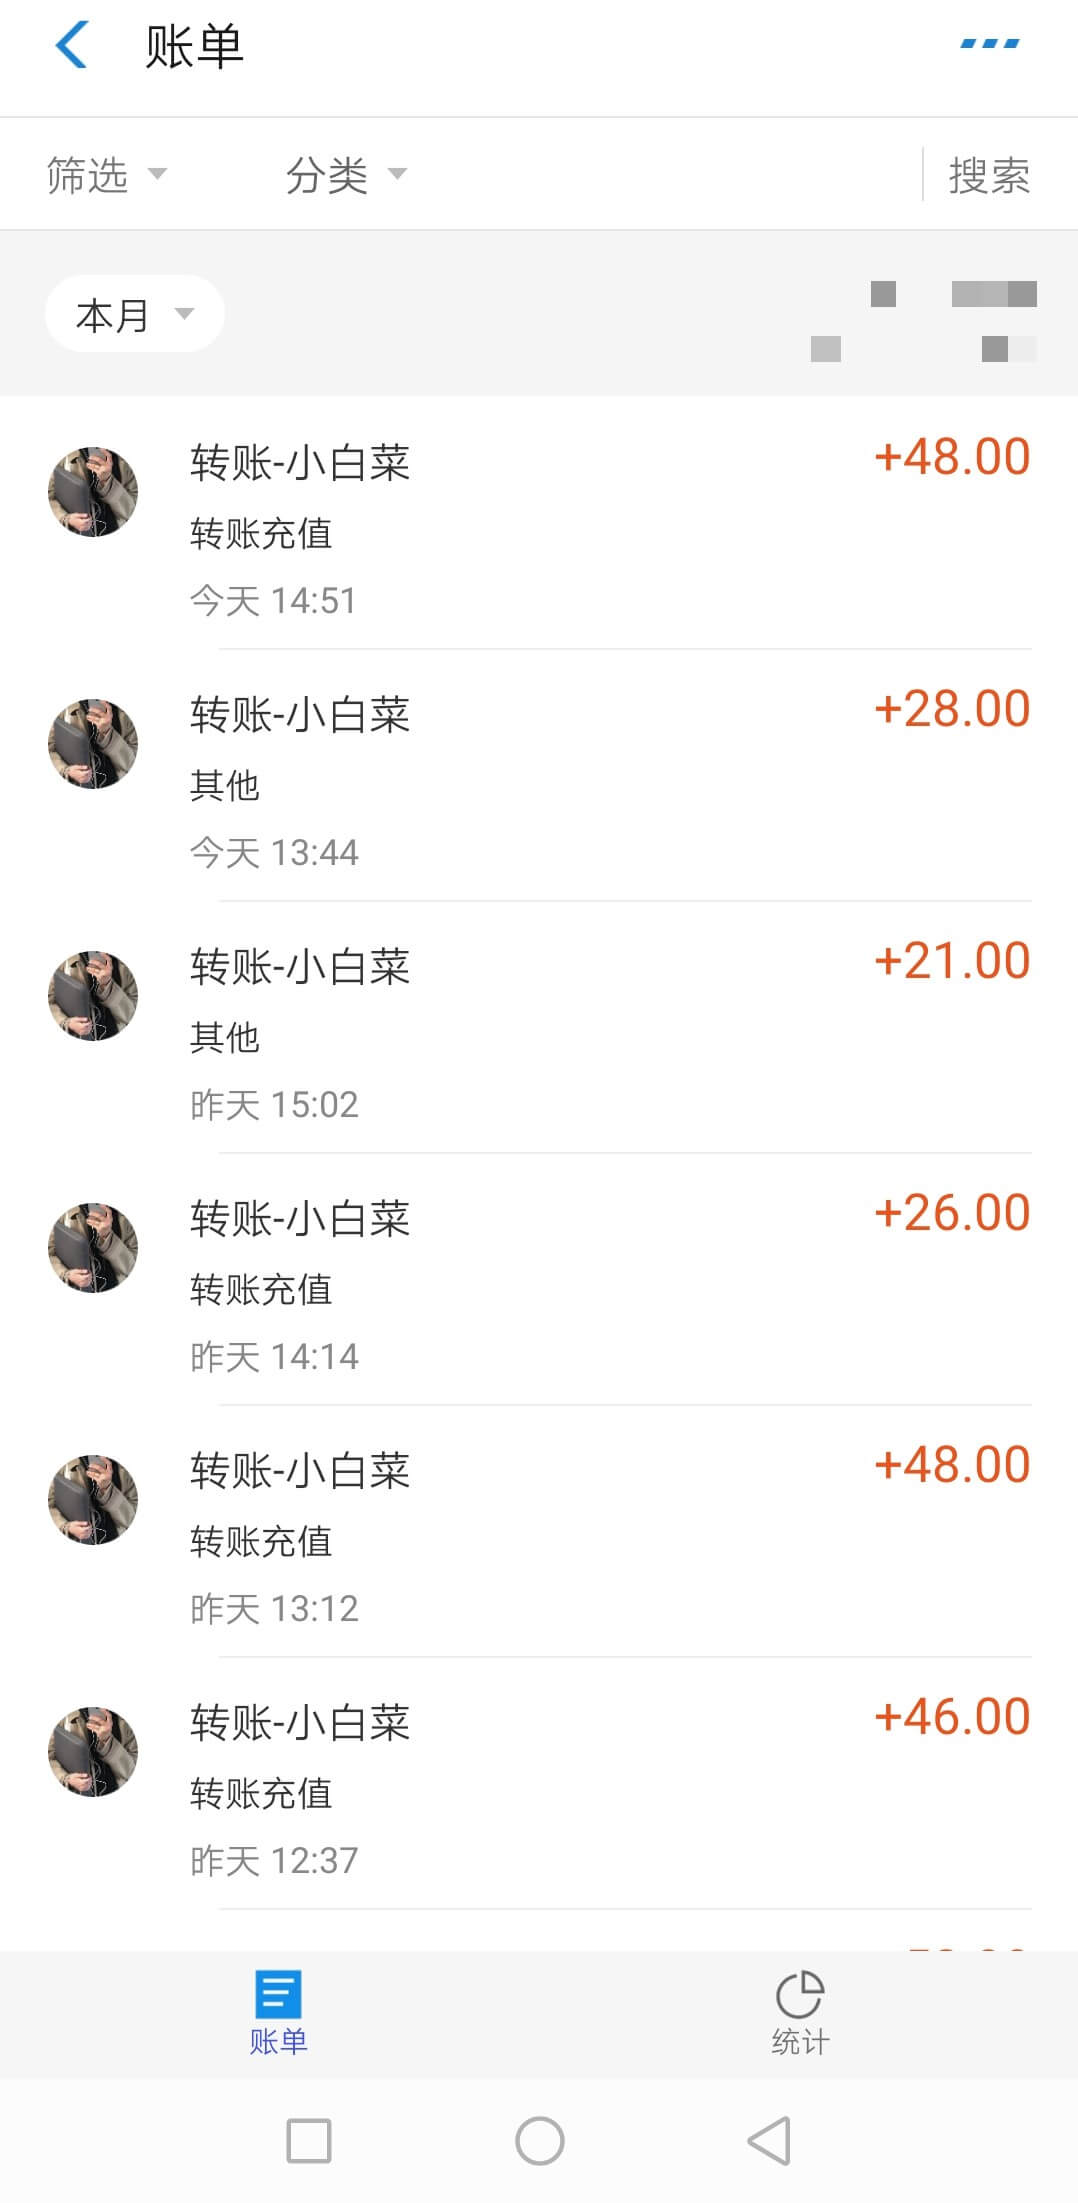 账单
筛选 分类 搜索
本月
转账-小白菜 +48.00
转账充值
今天 14:51
转账-小白菜 +28.00
其他
今天 13:44
转账-小白菜 +21.00
其他
昨天 15:02
转账-小白菜 +26.00
转账充值
昨天 14:14
转账-小白菜 +48.00
转账充值
昨天 13:12
转账-小白菜 +46.00
转账充值
昨天 12:37
账单 统计